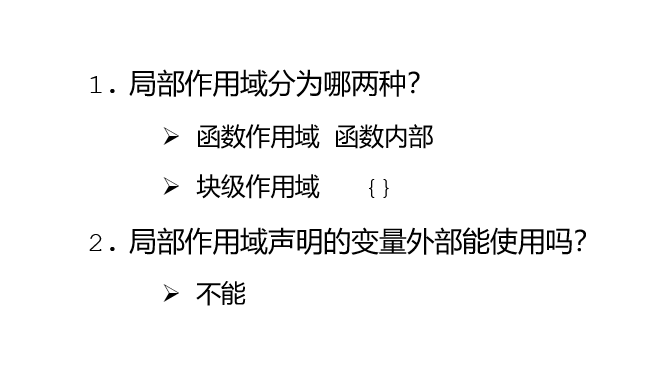 1. 局部作用域分为哪两种？
➢ 函数作用域 函数内部
➢ 块级作用域 {}
2. 局部作用域声明的变量外部能使用吗？
➢ 不能